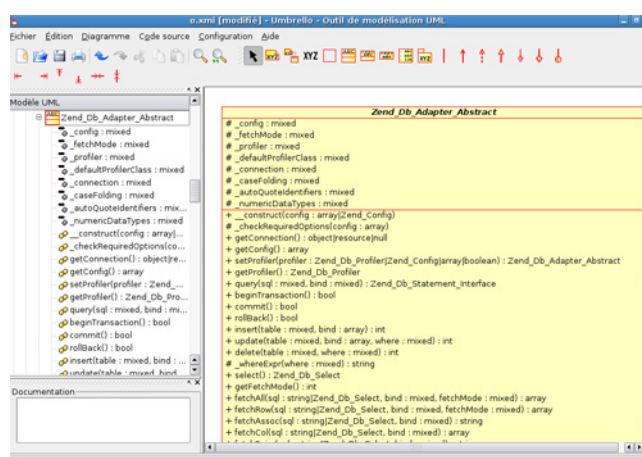 o.xmi [modifié] - Umbrello - Outil de modélisation UML
Fichier Édition Diagramme Code source Configuration Aide
XYZ
Modèle UML
Zend_Db_Adapter_Abstract
_config : mixed
_fetchMode : mixed
_profiler : mixed
_defaultProfilerClass : mixed
_connection : mixed
_caseFolding : mixed
_autoQuoteIdentifiers : mix...
_numericDataTypes : mixed
__construct(config : array|...
_checkRequiredOptions(co...
getConnection() : object|re...
getConfig() : array
setProfiler(profiler : Zend_...
getProfiler() : Zend_Db_Pro...
query(sql : mixed, bind : mi...
beginTransaction() : bool
commit() : bool
rollBack() : bool
insert(table : mixed, bind : ...
update(table : mixed, bind
Documentation
Zend_Db_Adapter_Abstract
# _config : mixed
# _fetchMode : mixed
# _profiler : mixed
# _defaultProfilerClass : mixed
# _connection : mixed
# _caseFolding : mixed
# _autoQuoteIdentifiers : mixed
# _numericDataTypes : mixed
+ __construct(config : array|Zend_Config)
# _checkRequiredOptions(config : array)
+ getConnection() : object|resource|null
+ getConfig() : array
+ setProfiler(profiler : Zend_Db_Profiler|Zend_Config|array|boolean) : Zend_Db_Adapter_Abstract
+ getProfiler() : Zend_Db_Profiler
+ query(sql : mixed, bind : mixed) : Zend_Db_Statement_Interface
+ beginTransaction() : bool
+ commit() : bool
+ rollBack() : bool
+ insert(table : mixed, bind : array) : int
+ update(table : mixed, bind : array, where : mixed) : int
+ delete(table : mixed, where : mixed) : int
# _whereExpr(where : mixed) : string
+ select() : Zend_Db_Select
+ getFetchMode() : int
+ fetchAll(sql : string|Zend_Db_Select, bind : mixed, fetchMode : mixed) : array
+ fetchRow(sql : string|Zend_Db_Select, bind : mixed, fetchMode : mixed) : array
+ fetchAssoc(sql : string|Zend_Db_Select, bind : mixed) : string
+ fetchCol(sql : string|Zend_Db_Select, bind : mixed) : array